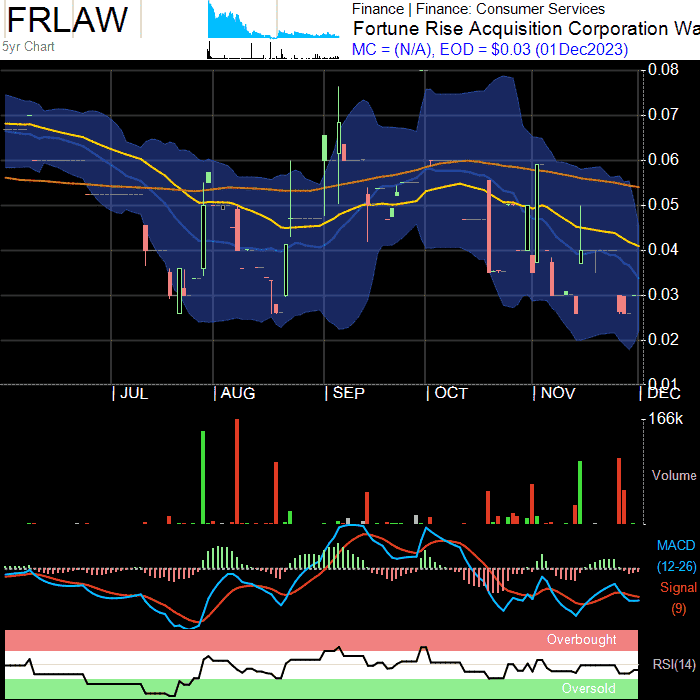 FRLAW
5yr Chart
Finance | Finance: Consumer Services
Fortune Rise Acquisition Corporation Wa
MC = (N/A), EOD = $0.03 (01Dec2023)
0.08
0.07
0.06
0.05
0.04
0.03
0.02
0.01
| JUL | AUG | SEP | OCT | NOV | DEC
166k
Volume
MACD
(12-26)
Signal
(9)
Overbought
RSI(14)
Oversold